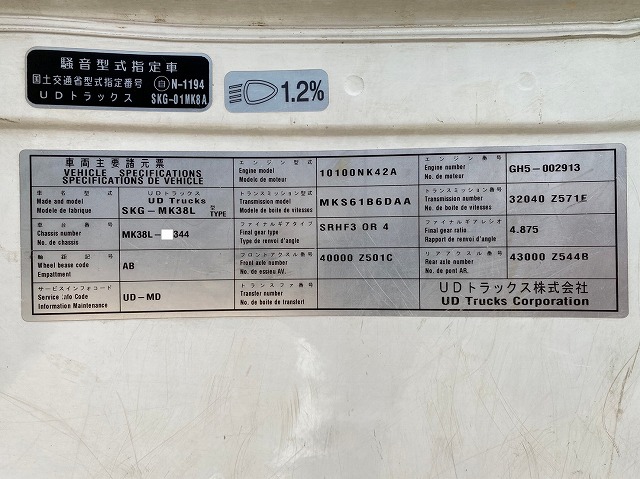 騒音型式指定車
国土交通省型式指定番号 自 N-1194
UDトラックス SKG-01MK8A
1.2%
車両主要諸元票
VEHICLE SPECIFICATIONS
SPECIFICATIONS DE VEHICLE
車名型式
Made and model
Modele de fabrique
UDトラックス
UD Trucks
SKG-MK38L 型 TYPE
車台番号
Chassis number
No. de chassis
MK38L- 344
軸距記号
Wheel base code
Empattment
AB
サービスインフォコード
Service Info Code
Information Maintenance
UD-MD
エンジン型式
Engine model
Modele de moteur
10100NK42A
トランスミッション型式
Transmission model
Modele de boite de vitesses
MKS61B6DAA
ファイナルギアタイプ
Final gear type
Type de renvoi d'angle
SRHF3 OR 4
フロントアクスル番号
Front axle number
No. de essieu AV.
40000 Z501C
トランスファ番号
Transfer number
No. de boite de transfert
エンジン番号
Engine number
No. de moteur
GH5-002913
トランスミッション番号
Transmission number
No. de boite de vitesses
32040 Z571E
ファイナルギアレシオ
Final gear ratio
Rapport de renvoi d'angle
4.875
リアアクスル番号
Rear axle number
No. de pont AR.
43000 Z544B
UDトラックス株式会社
UD Trucks Corporation